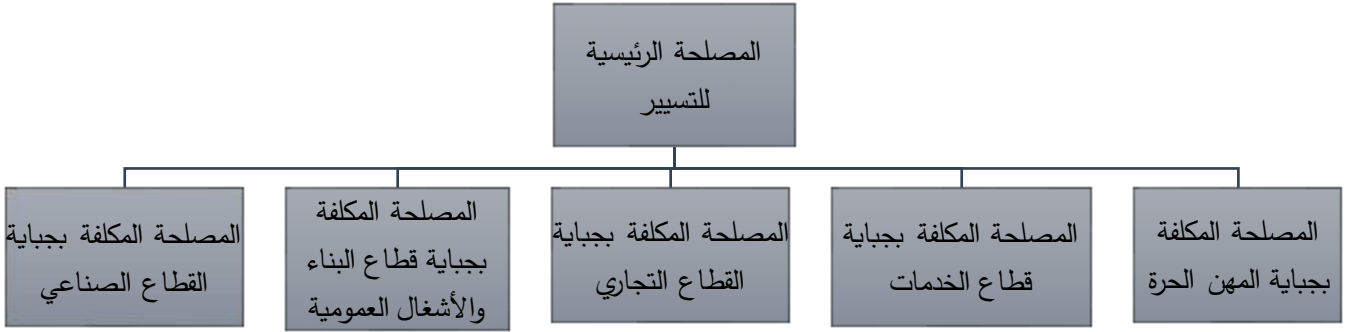 المصلحة الرئيسية
للتسيير
المصلحة المكلفة
بجباية المهن الحرة
المصلحة المكلفة بجباية
قطاع الخدمات
المصلحة المكلفة بجباية
القطاع التجاري
المصلحة المكلفة
بجباية قطاع البناء
والأشغال العمومية
المصلحة المكلفة بجباية
القطاع الصناعي